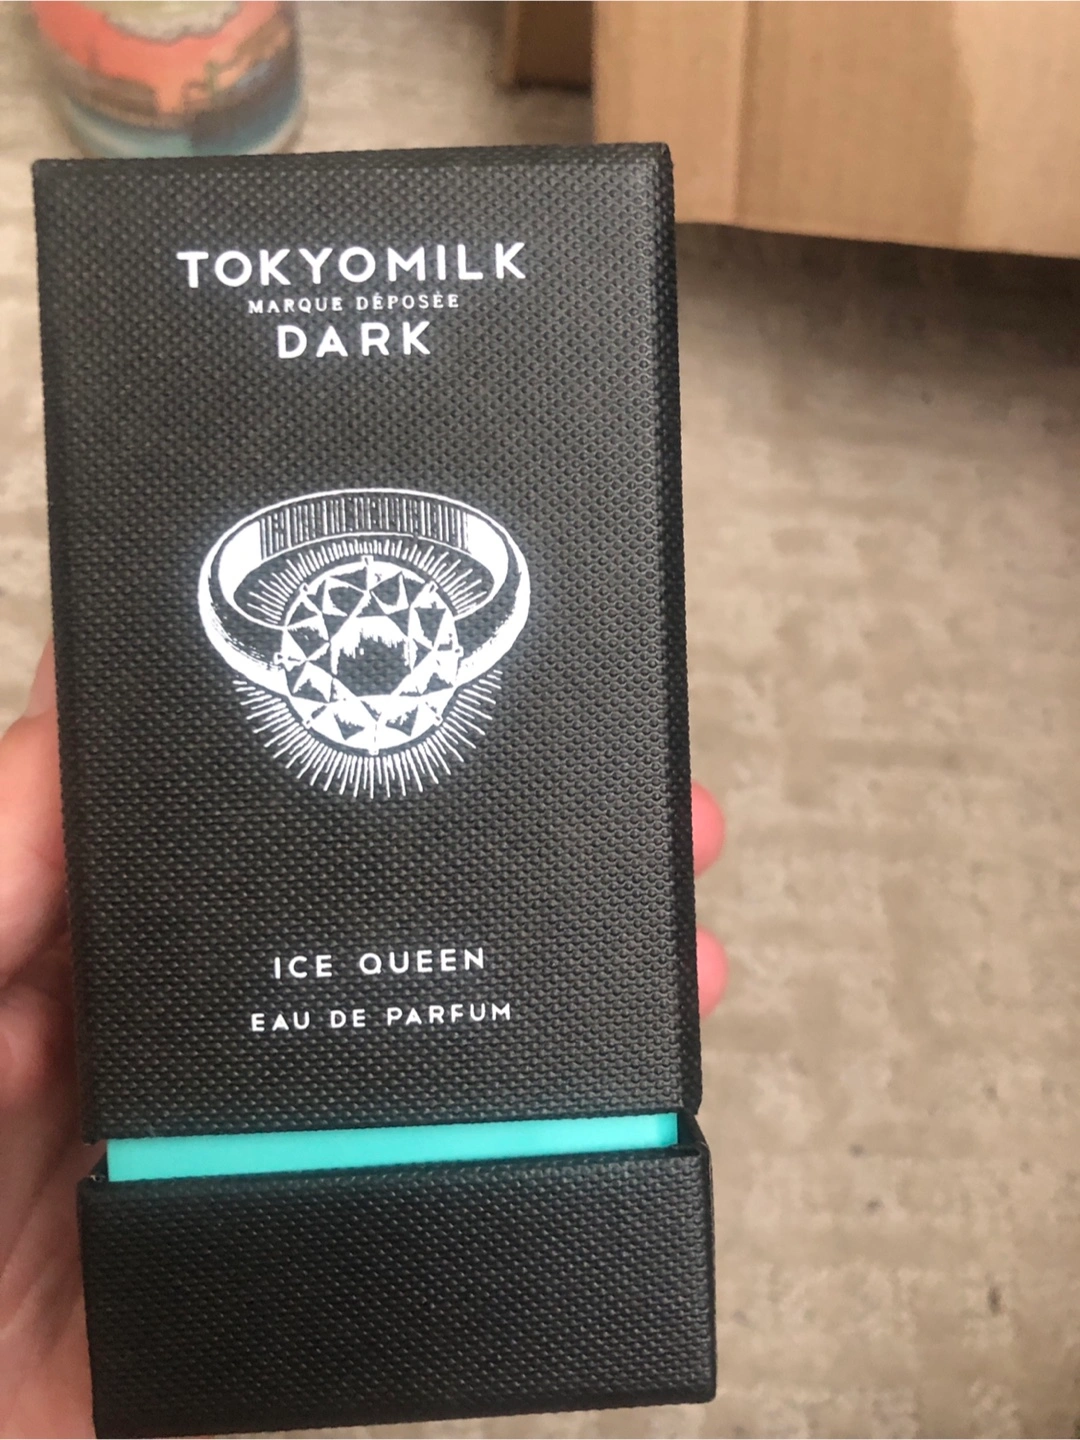 TOKYOMILK
MARQUE DÉPOSÉE
DARK
ICE QUEEN
EAU DE PARFUM